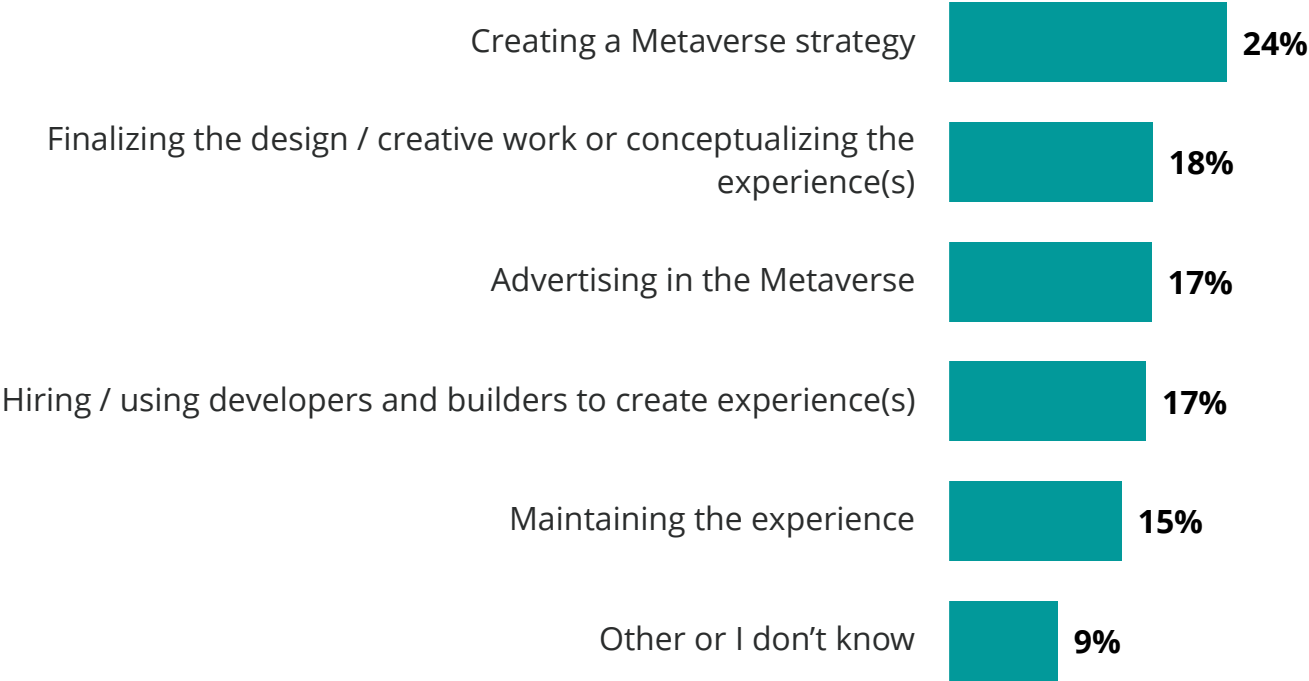 Creating a Metaverse strategy 24%
Finalizing the design / creative work or conceptualizing the
experience(s) 18%
Advertising in the Metaverse 17%
Hiring / using developers and builders to create experience(s) 17%
Maintaining the experience 15%
Other or I don’t know 9%